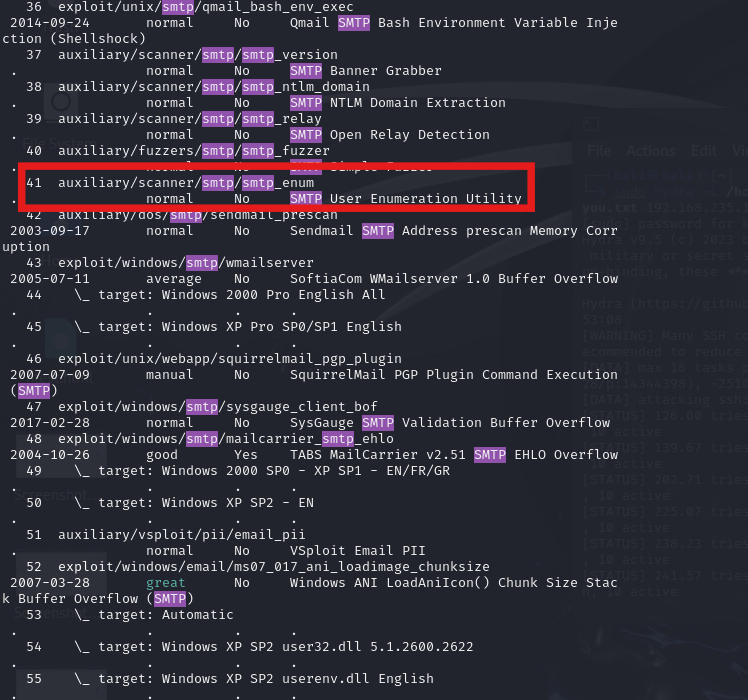 36  exploit/unix/smtp/qmail_bash_env_exec
2014-09-24       normal     No     Qmail SMTP Bash Environment Variable Inje
ction (Shellshock)
37  auxiliary/scanner/smtp/smtp_version
.                normal     No     SMTP Banner Grabber
38  auxiliary/scanner/smtp/smtp_ntlm_domain
.                normal     No     SMTP NTLM Domain Extraction
39  auxiliary/scanner/smtp/smtp_relay
.                normal     No     SMTP Open Relay Detection
40  auxiliary/fuzzers/smtp/smtp_fuzzer
.                normal     No     SMTP Simple Fuzzer
41  auxiliary/scanner/smtp/smtp_enum
.                normal     No     SMTP User Enumeration Utility
42  auxiliary/dos/smtp/sendmail_prescan
2003-09-17       normal     No     Sendmail SMTP Address prescan Memory Corr
uption
43  exploit/windows/smtp/wmailserver
2005-07-11       average    No     SoftiaCom WMailserver 1.0 Buffer Overflow
44    \_ target: Windows 2000 Pro English All
.                .          .      .
45    \_ target: Windows XP Pro SP0/SP1 English
.                .          .      .
46  exploit/unix/webapp/squirrelmail_pgp_plugin
2007-07-09       manual     No     SquirrelMail PGP Plugin Command Execution
(SMTP)
47  exploit/windows/smtp/sysgauge_client_bof
2017-02-28       normal     No     SysGauge SMTP Validation Buffer Overflow
48  exploit/windows/smtp/mailcarrier_smtp_ehlo
2004-10-26       good       Yes    TABS MailCarrier v2.51 SMTP EHLO Overflow
49    \_ target: Windows 2000 SP0 - XP SP1 - EN/FR/GR
.                .          .      .
50    \_ target: Windows XP SP2 - EN
.                .          .      .
51  auxiliary/vsploit/pii/email_pii
.                normal     No     VSploit Email PII
52  exploit/windows/email/ms07_017_ani_loadimage_chunksize
2007-03-28       great      No     Windows ANI LoadAniIcon() Chunk Size Stac
k Buffer Overflow (SMTP)
53    \_ target: Automatic
.                .          .      .
54    \_ target: Windows XP SP2 user32.dll 5.1.2600.2622
.                .          .      .
55    \_ target: Windows XP SP2 userenv.dll English
.                .          .      .
File  Actions  Edit